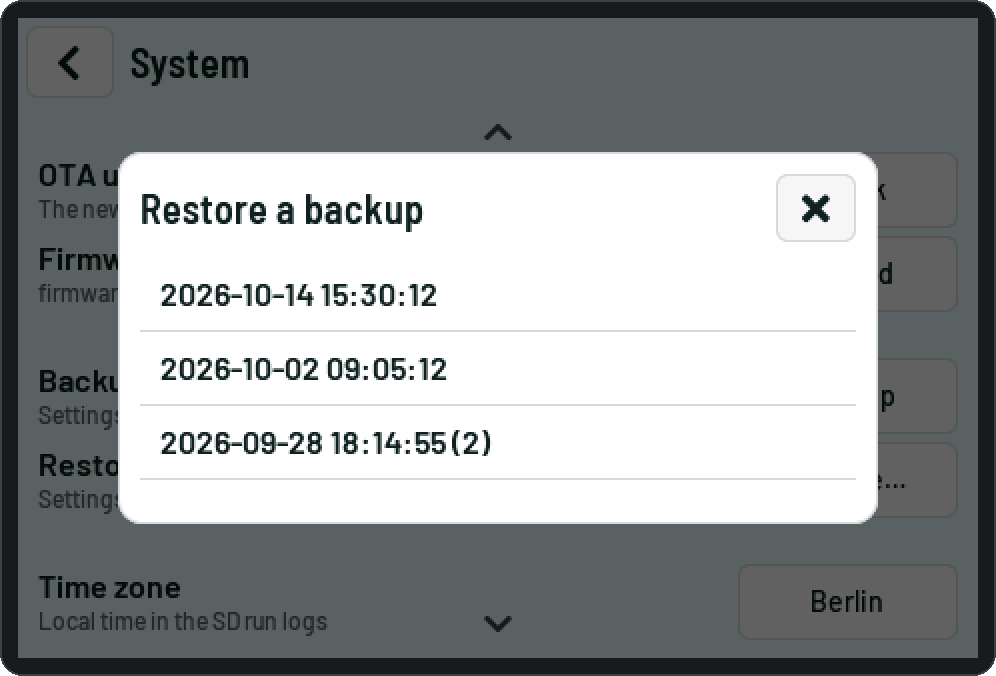 System
OTA u
The new
Restore a backup
k
Firmw
firmwar
d
2026-10-14 15:30:12
2026-10-02 09:05:12
Backu
Settings
p
2026-09-28 18:14:55 (2)
Resto
Settings
e...
Time zone
Local time in the SD run logs
Berlin